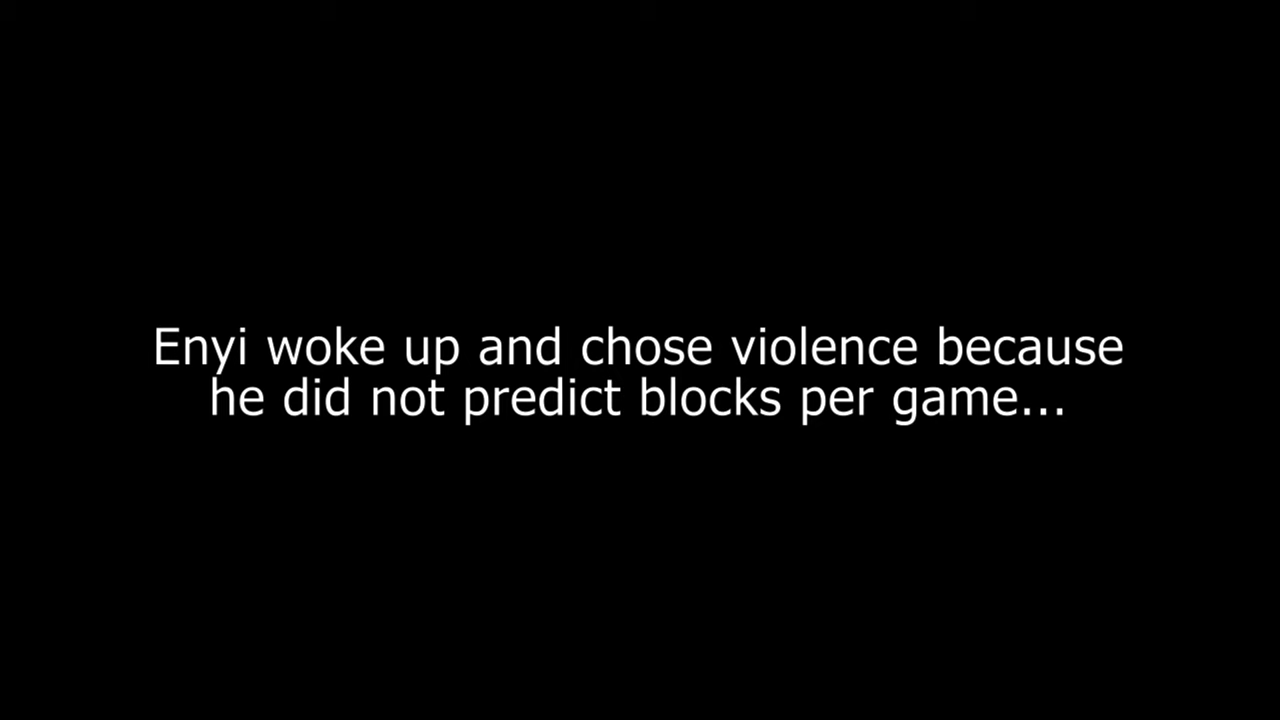 Enyi woke up and chose violence because
he did not predict blocks per game...